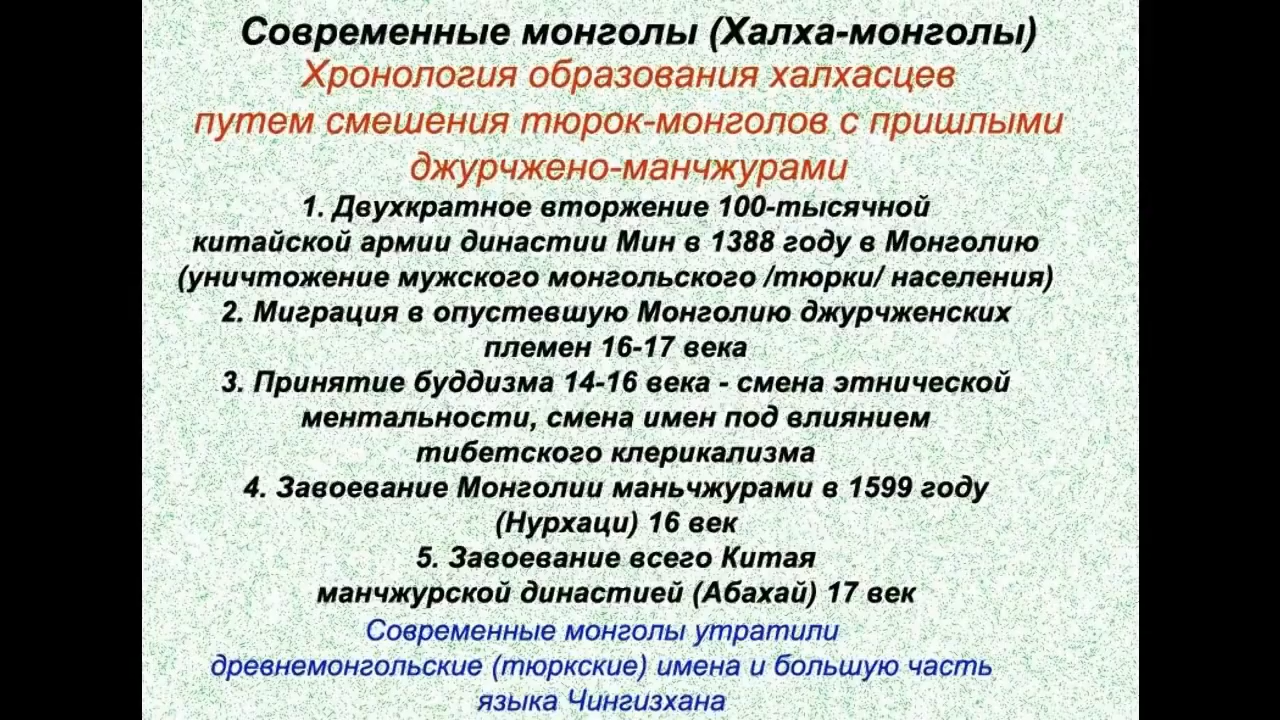 Современные монголы (Халха-монголы)
Хронология образования халхасцев
путем смешения тюрок-монголов с пришлыми
джурчжено-манчжурами
1. Двухкратное вторжение 100-тысячной
китайской армии династии Мин в 1388 году в Монголию
(уничтожение мужского монгольского /тюрки/ населения)
2. Миграция в опустевшую Монголию джурчженских
племен 16-17 века
3. Принятие буддизма 14-16 века - смена этнической
ментальности, смена имен под влиянием
тибетского клерикализма
4. Завоевание Монголии маньчжурами в 1599 году
(Нурхаци) 16 век
5. Завоевание всего Китая
манчжурской династией (Абахай) 17 век
Современные монголы утратили
древнемонгольские (тюркские) имена и большую часть
языка Чингизхана